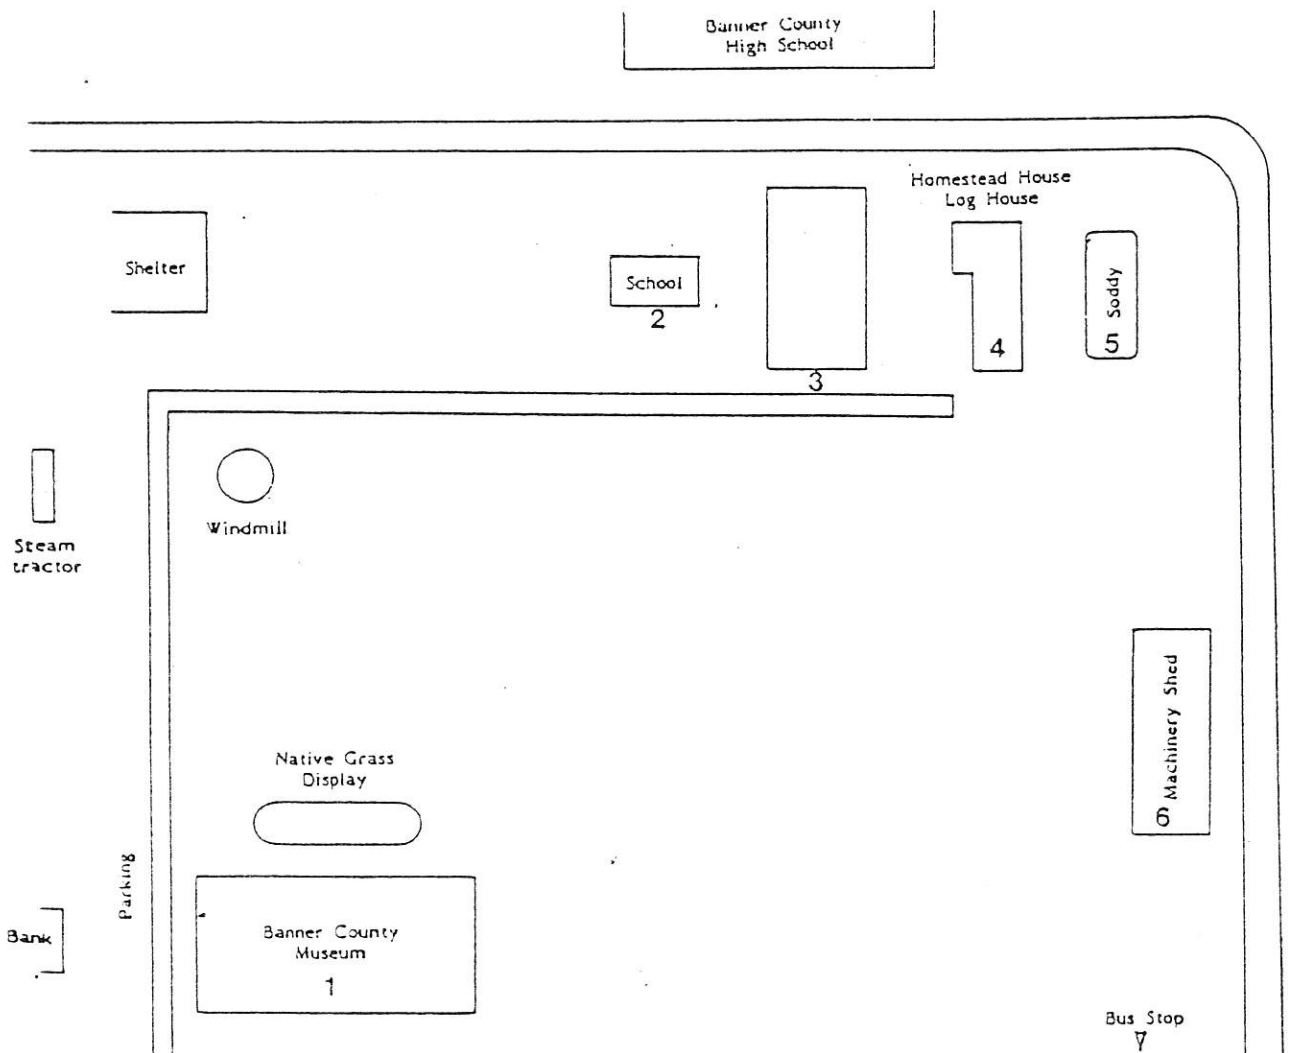 Banner County
High School
Homestead House
Log House
Shelter
School
2
3
4
5 Soddy
Windmill
Steam
tractor
Machinery Shed
6
Native Grass
Display
Parking
Bank
Banner County
Museum
1
Bus Stop